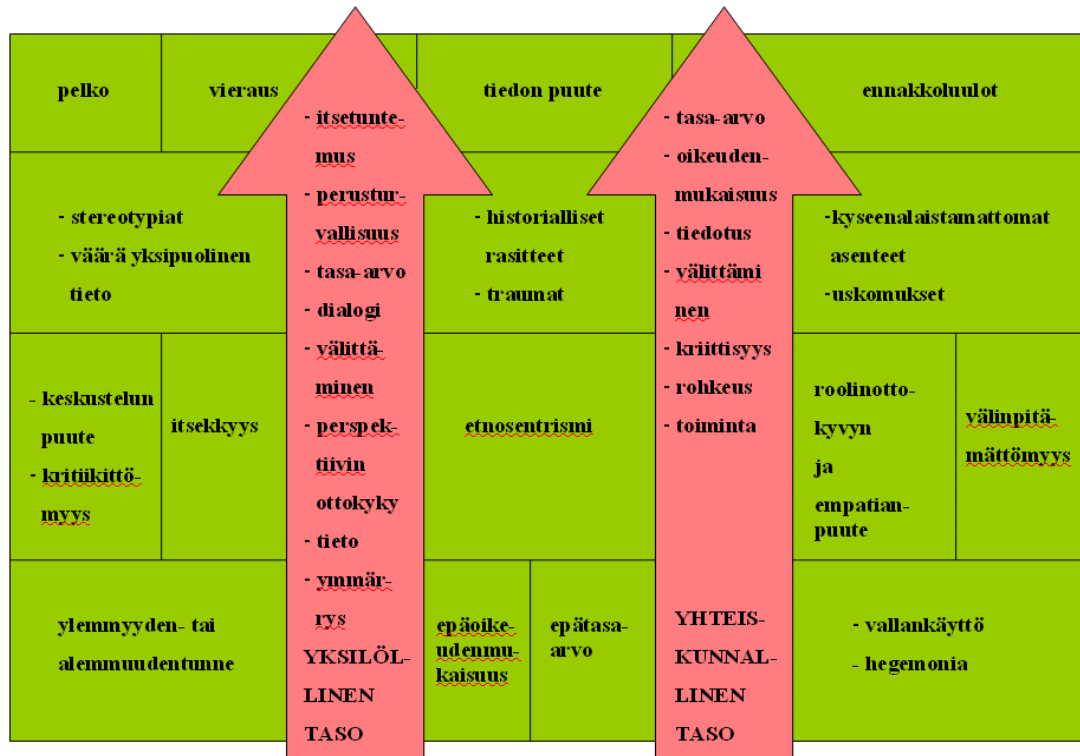 pelko
vieraus
tiedon puute
ennakkoluulot
- stereotypiat
- väärä yksipuolinen
tieto
- historialliset
rasitteet
- traumat
- kyseenalaistamattomat
asenteet
-uskomukset
- keskustelun
puute
- kritiikittö-
myys
itsekkyys
etnosentrismi
roolinotto-
kyvyn
ja
empatian-
puute
välinpitä-
mättömyys
ylemmyyden- tai
alemmuudentunne
epäoike-
udenmu-
kaisuus
epätasa-
arvo
- vallankäyttö
- hegemonia
- itsetunte-
mus
- perustur-
vallisuus
- tasa-arvo
- dialogi
- välittä-
minen
- perspek-
tiivin
ottokyky
- tieto
- ymmär-
rys
YKSILÖL-
LINEN
TASO
- tasa-arvo
- oikeuden-
mukaisuus
- tiedotus
- välittämi
nen
- kriittisyys
- rohkeus
- toiminta
YHTEIS-
KUNNAL-
LINEN
TASO